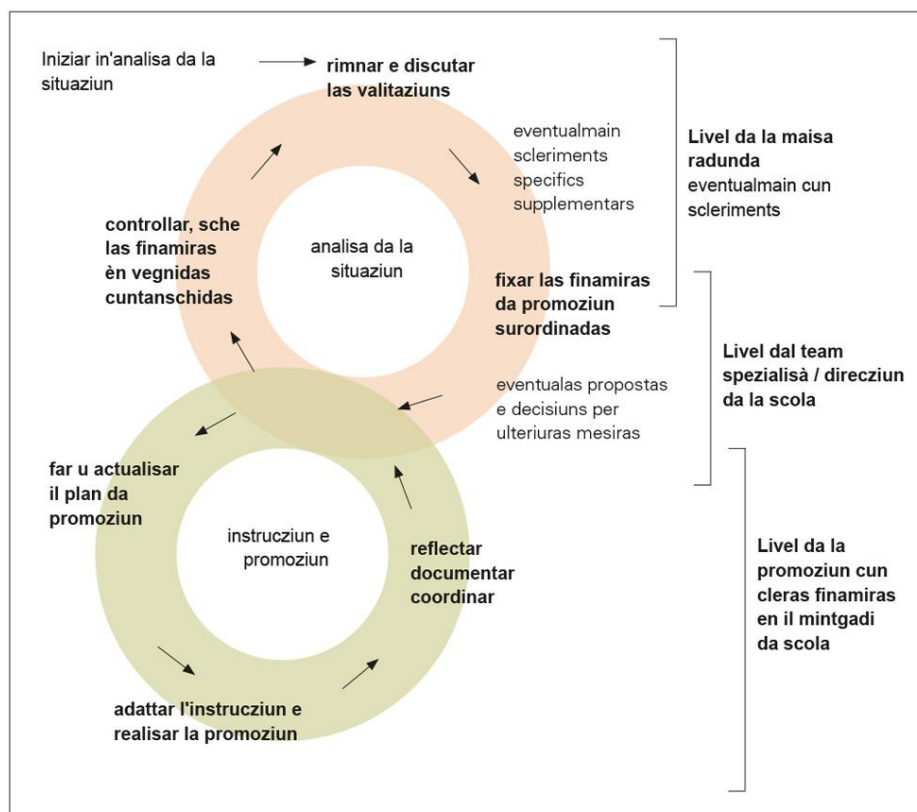 Iniziar in'analisa da la
situaziun
rimnar e discutar
las valitaziuns
eventualmain
scleriments
specifics
supplementars
Livel da la maisa
radunda
eventualmain cun
scleriments
controllar, sche
las finamiras
èn vegnidas
cuntanschidas
analisa da la
situaziun
fixar las finamiras
da promoziun
surordinadas
Livel dal team
spezialisà / direcziun
da la scola
eventualas propostas
e decisiuns per
ulteriuras mesiras
far u actualisar
il plan da
promoziun
instrucziun e
promoziun
reflectar
documentar
coordinar
Livel da la
promoziun cun
cleras finamiras
en il mintgadi
da scola
adattar l'instrucziun e
realisar la promoziun